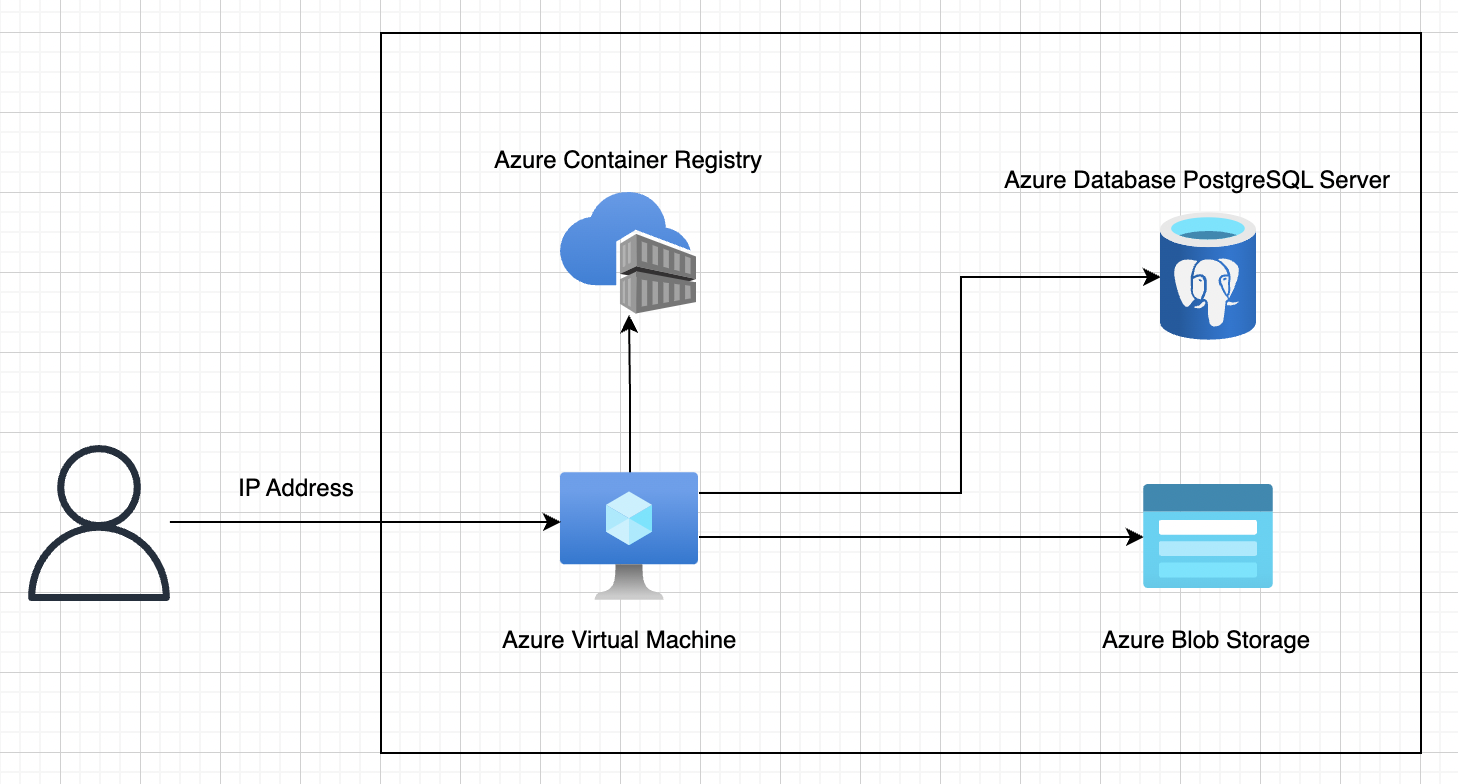 Azure Container Registry
Azure Database PostgreSQL Server
IP Address
Azure Virtual Machine
Azure Blob Storage